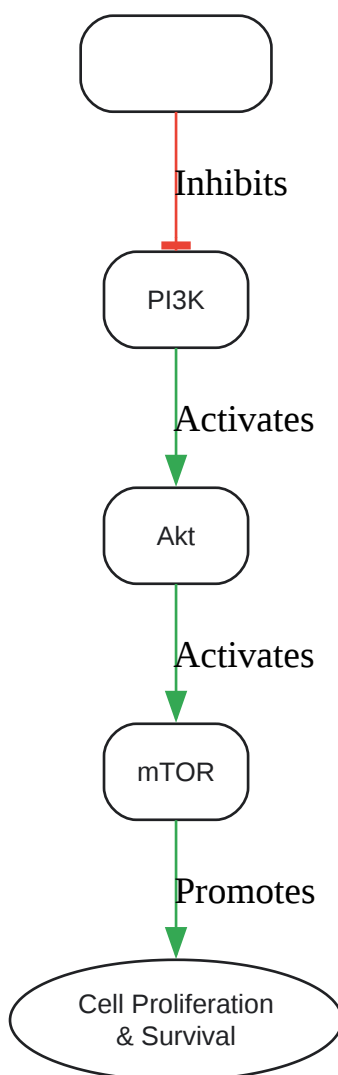 Inhibits
PI3K
Activates
Akt
Activates
mTOR
Promotes
Cell Proliferation
& Survival